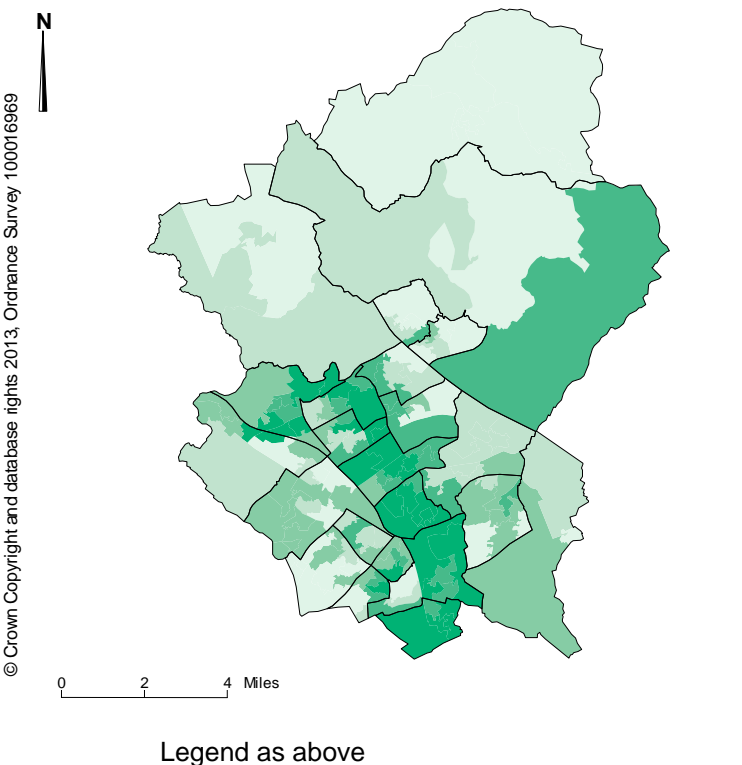 N
© Crown Copyright and database rights 2013, Ordnance Survey 100016969
0 2 4 Miles
Legend as above